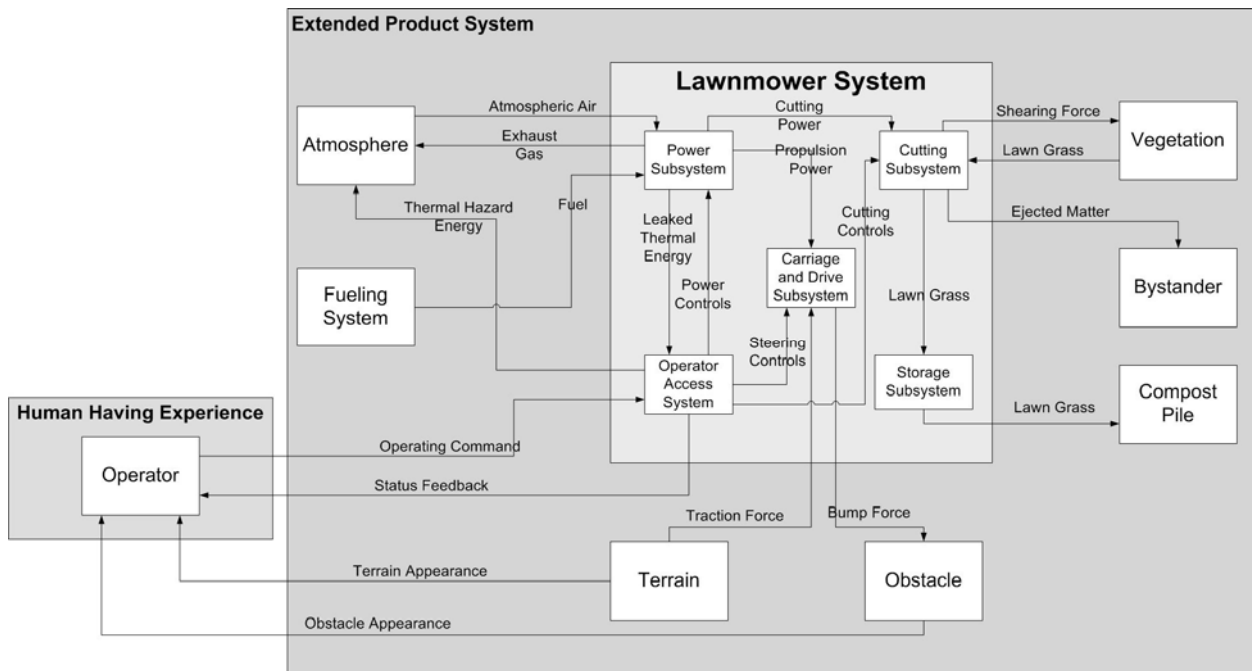 Extended Product System
Lawnmower System
Atmospheric Air
Cutting
Power
Shearing Force
Atmosphere
Exhaust
Gas
Power
Subsystem
Propulsion
Power
Cutting
Subsystem
Lawn Grass
Vegetation
Thermal Hazard
Energy
Fuel
Leaked
Thermal
Energy
Cutting
Controls
Ejected Matter
Fueling
System
Power
Controls
Carriage
and Drive
Subsystem
Lawn Grass
Bystander
Steering
Controls
Operator
Access
System
Storage
Subsystem
Lawn Grass
Compost
Pile
Human Having Experience
Operator
Operating Command
Status Feedback
Traction Force
Bump Force
Terrain Appearance
Terrain
Obstacle
Obstacle Appearance